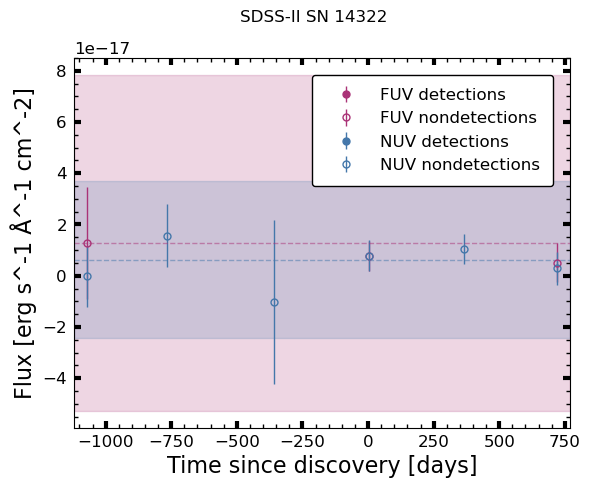 SDSS-II SN 14322
1e−17
FUV detections
FUV nondetections
NUV detections
NUV nondetections
8
6
4
2
0
−2
−4
Flux [erg s^-1 Å^-1 cm^-2]
−1000 −750 −500 −250 0 250 500 750
Time since discovery [days]